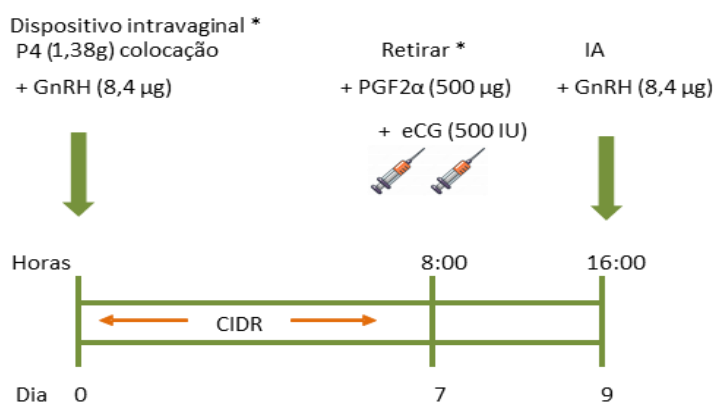 Dispositivo intravaginal *
P4 (1,38g) colocação
+ GnRH (8,4 µg)
Retirar *
+ PGF2α (500 µg)
+ eCG (500 IU)
IA
+ GnRH (8,4 µg)
Horas 8:00 16:00
CIDR
Dia 0 7 9